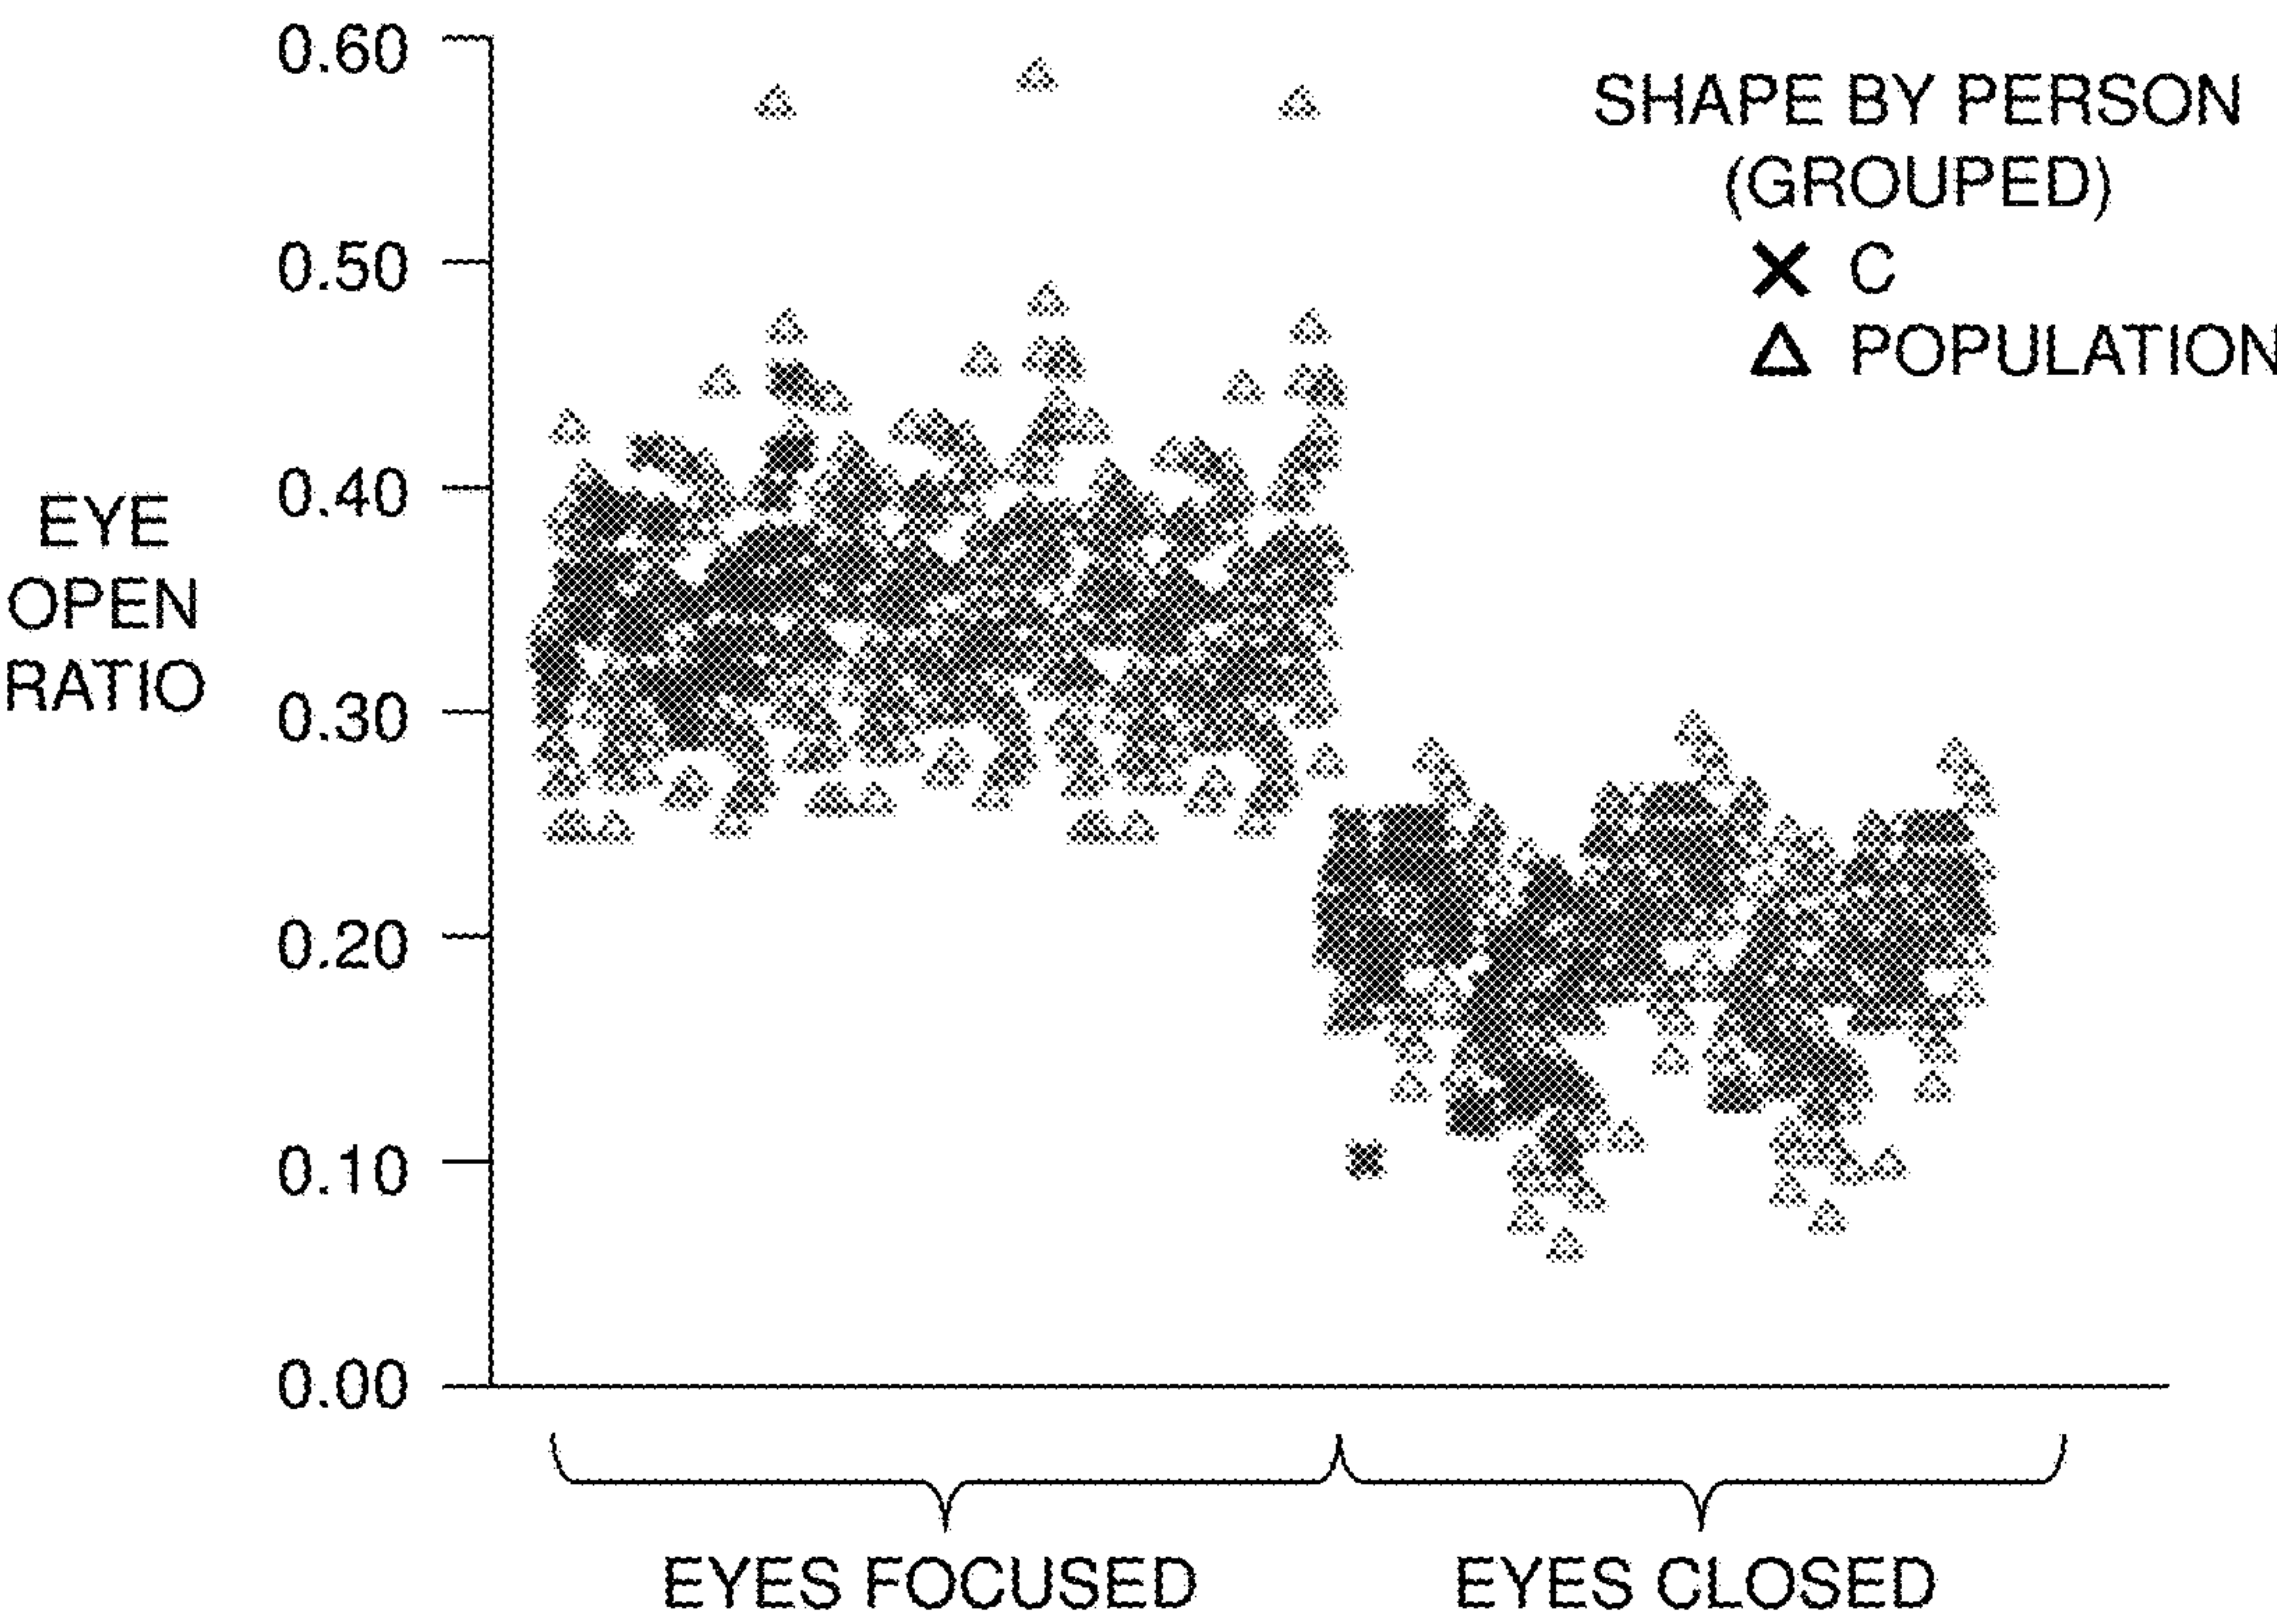 0.60
0.50
0.40
0.30
0.20
0.10
0.00
EYE
OPEN
RATIO
SHAPE BY PERSON
(GROUPED)
C
POPULATION
EYES FOCUSED
EYES CLOSED